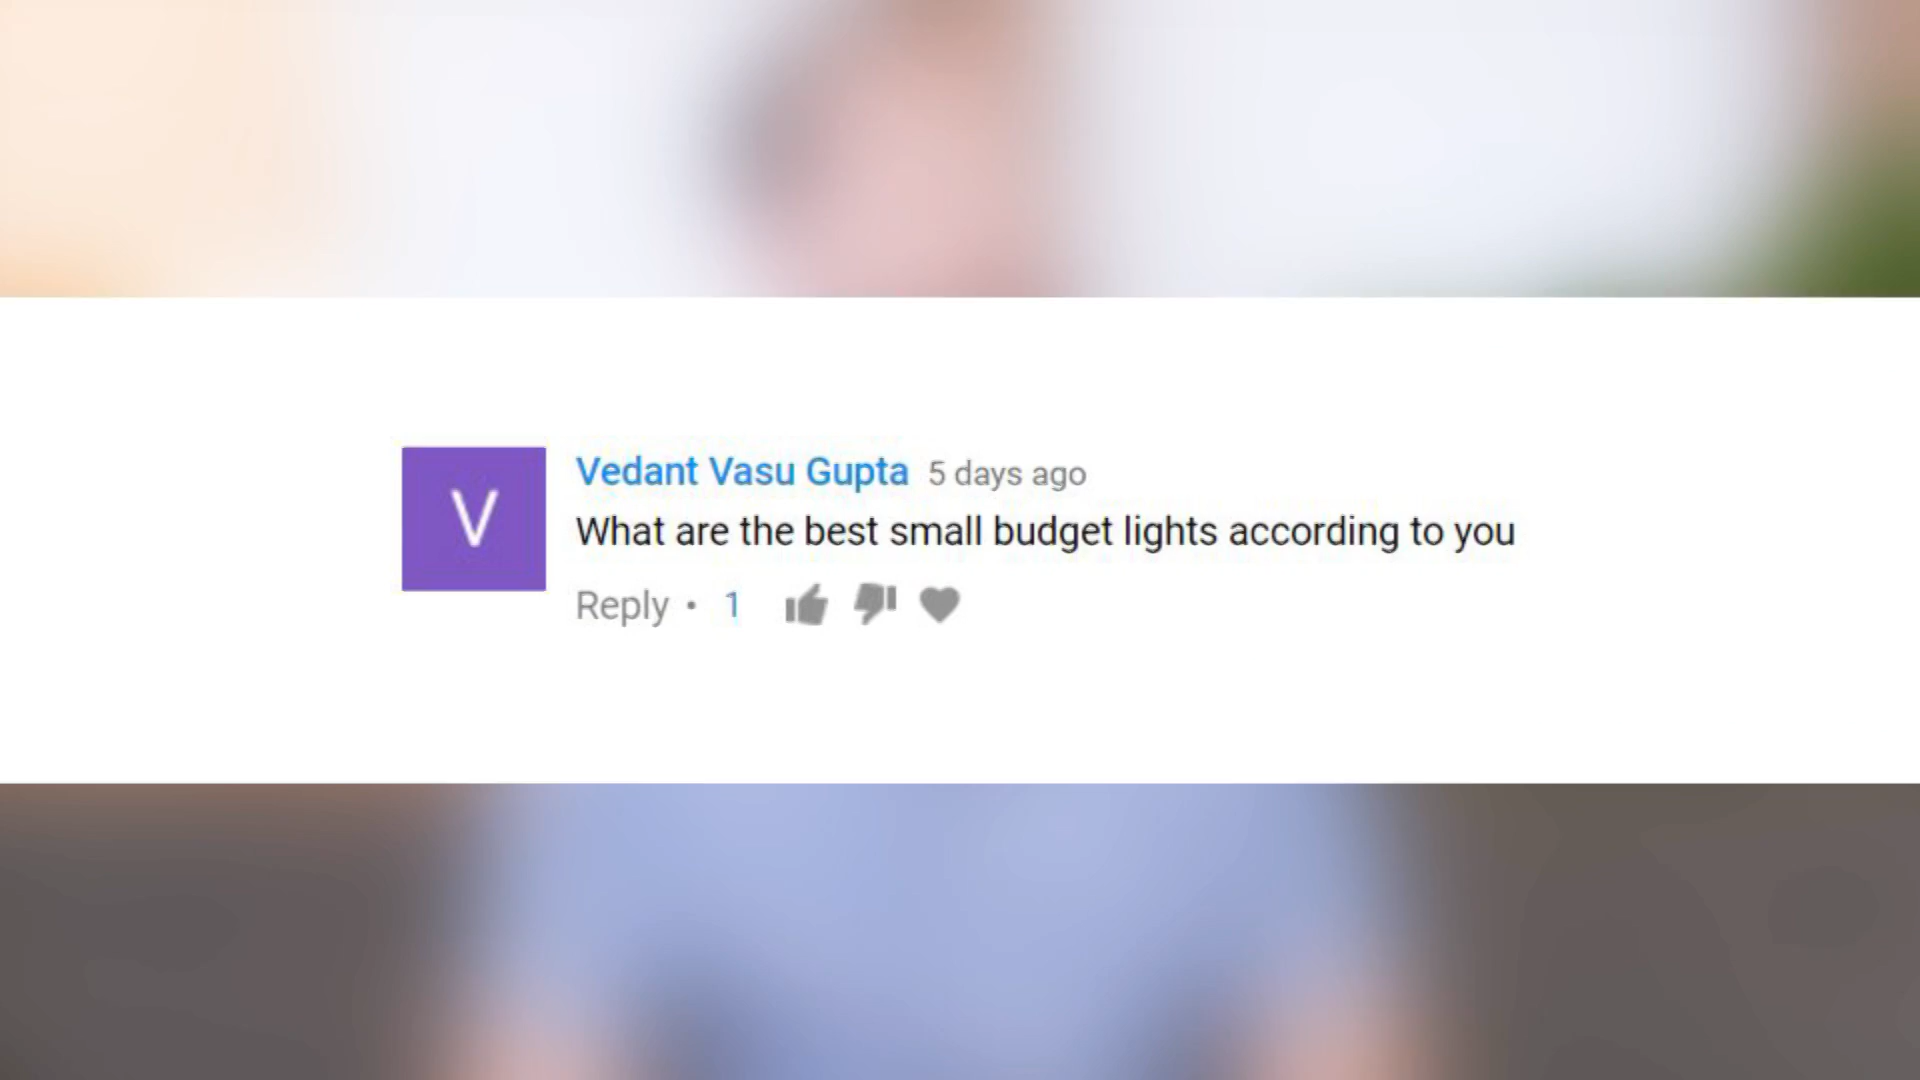 V
Vedant Vasu Gupta 5 days ago
What are the best small budget lights according to you
Reply • 1